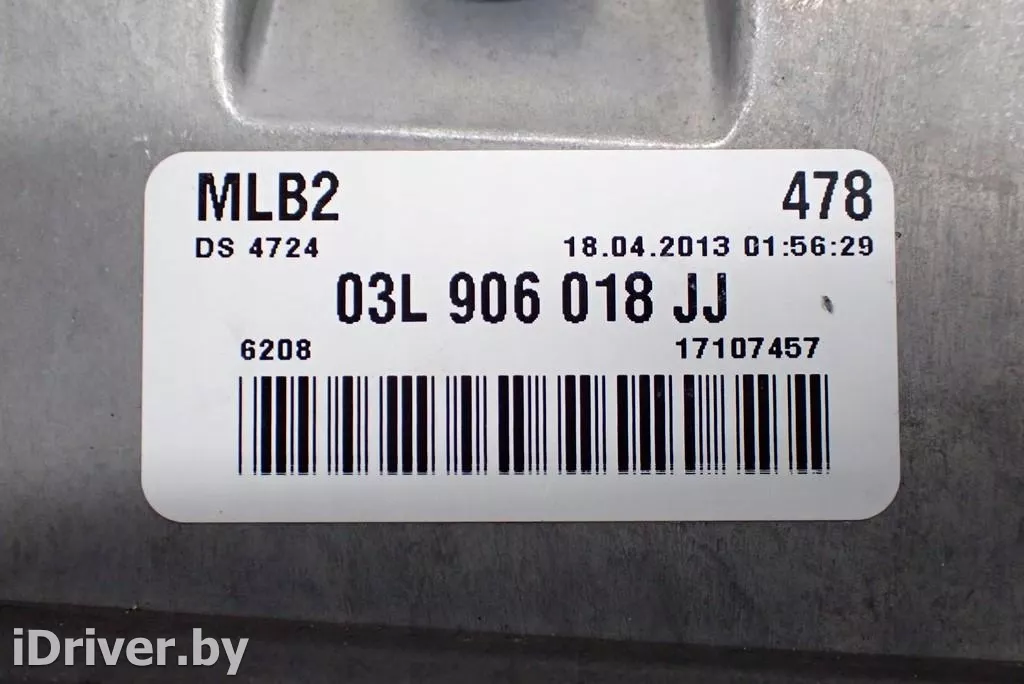 MLB2 478
DS 4724 18.04.2013 01:56:29
03L 906 018 JJ
6208 17107457
iDriver.by